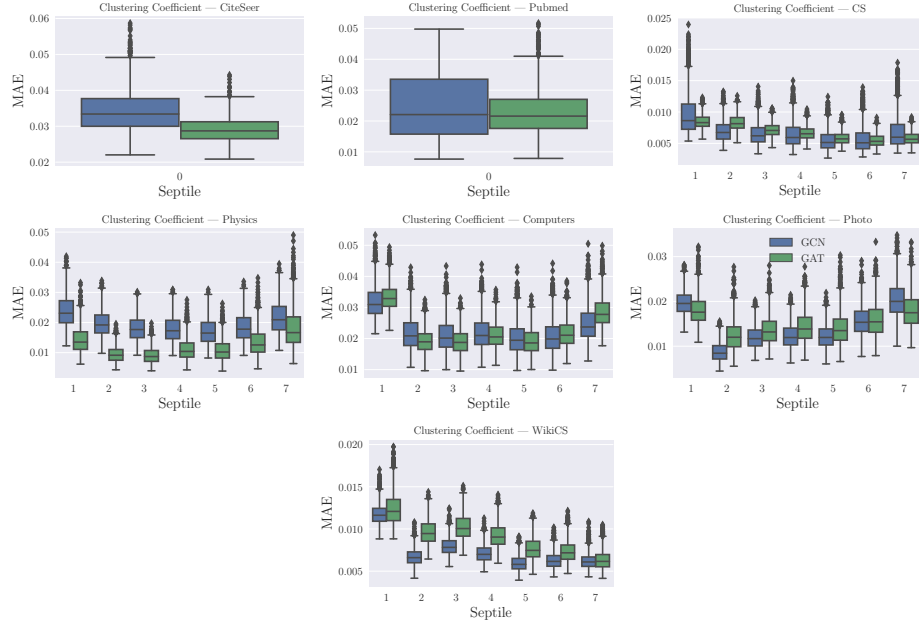 Clustering Coefficient — CiteSeer
0.06
0.05
0.04
0.03
0.02
MAE
0
Septile
Clustering Coefficient — Pubmed
0.05
0.04
0.03
0.02
0.01
MAE
0
Septile
Clustering Coefficient — CS
0.025
0.020
0.015
0.010
0.005
MAE
1 2 3 4 5 6 7
Septile
Clustering Coefficient — Physics
0.05
0.04
0.03
0.02
0.01
MAE
1 2 3 4 5 6 7
Septile
Clustering Coefficient — Computers
0.05
0.04
0.03
0.02
0.01
MAE
1 2 3 4 5 6 7
Septile
Clustering Coefficient — Photo
GCN
GAT
0.03
0.02
0.01
MAE
1 2 3 4 5 6 7
Septile
Clustering Coefficient — WikiCS
0.020
0.015
0.010
0.005
MAE
1 2 3 4 5 6 7
Septile